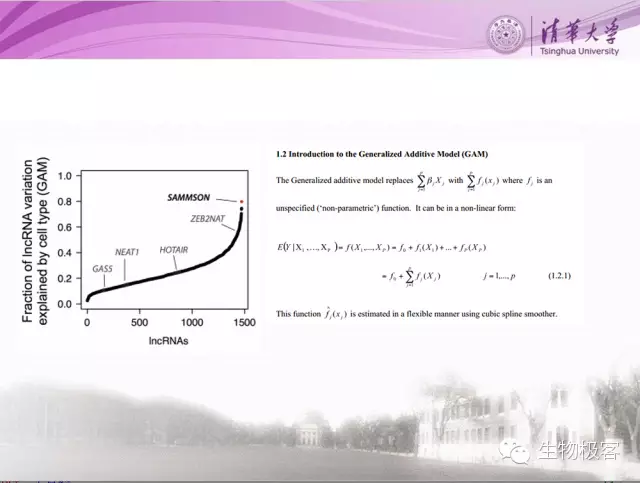 清华大学
Tsinghua University
Fraction of lncRNA variation
explained by cell type (GAM)
1.0
0.8
0.6
0.4
0.2
0.0
SAMMSON
ZEB2NAT
HOTAIR
NEAT1
GAS5
0 500 1000 1500
lncRNAs
1.2 Introduction to the Generalized Additive Model (GAM)
The Generalized additive model replaces $\sum_{j=1}^{p} \beta_j X_j$ with $\sum_{j=1}^{p} f_j(x_j)$ where $f_j$ is an
unspecified ('non-parametric') function. It can be in a non-linear form:
$E(Y | X_1, ..., X_P) = f(X_1, ..., X_P) = f_0 + f_1(X_1) + ... + f_P(X_P)$
$= f_0 + \sum_{j=1}^{p} f_j(X_j)$ $j = 1, ..., p$ (1.2.1)
This function $\hat{f}_j(x_j)$ is estimated in a flexible manner using cubic spline smoother.
生物极客